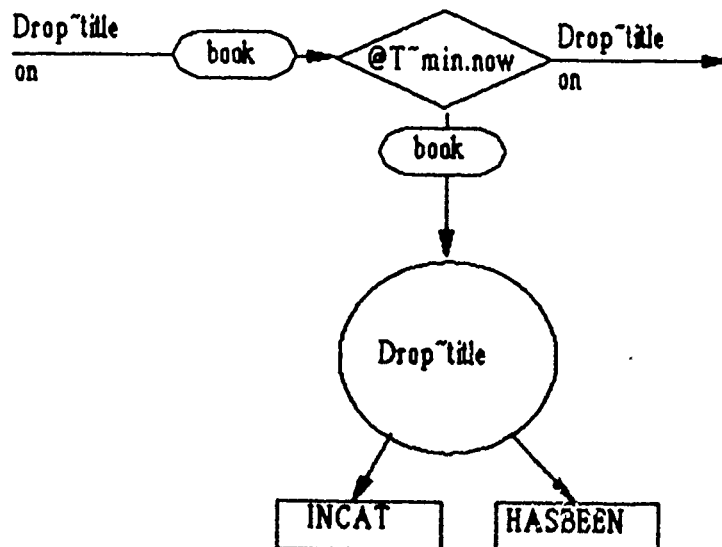 Drop~title
on
book
@T~min.now
Drop~title
on
book
Drop~title
INCAT
HASBEEN